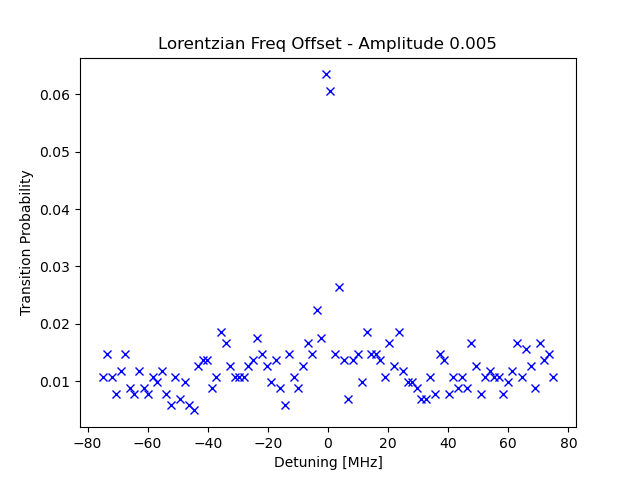 Lorentzian Freq Offset - Amplitude 0.005
0.06
0.05
0.04
0.03
0.02
0.01
Transition Probability
−80 −60 −40 −20 0 20 40 60 80
Detuning [MHz]